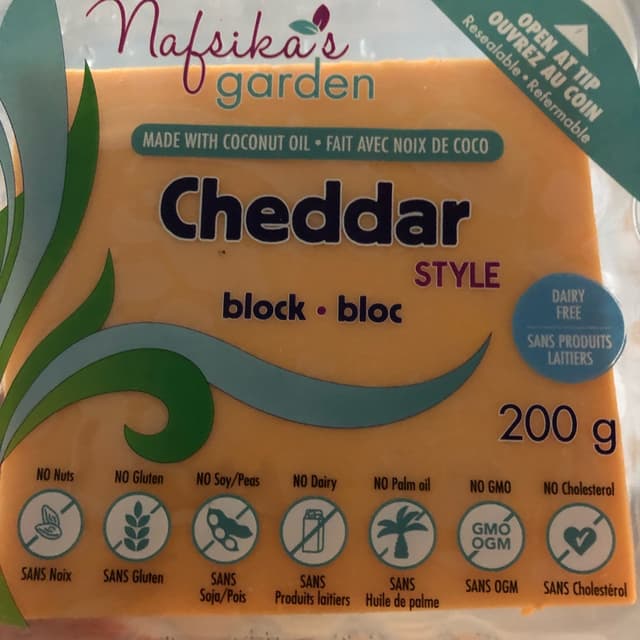 Nafsika's
garden
OPEN AT TIP
OUVREZ AU COIN
Resealable • Refermable
MADE WITH COCONUT OIL • FAIT AVEC NOIX DE COCO
Cheddar
STYLE
block • bloc
DAIRY
FREE
SANS PRODUITS
LAITIERS
200 g
NO Nuts
SANS Noix
NO Gluten
SANS Gluten
NO Soy/Peas
SANS
Soja/Pois
NO Dairy
SANS
Produits laitiers
NO Palm oil
SANS
Huile de palme
NO GMO
GMO
OGM
SANS OGM
NO Cholesterol
SANS Cholestérol